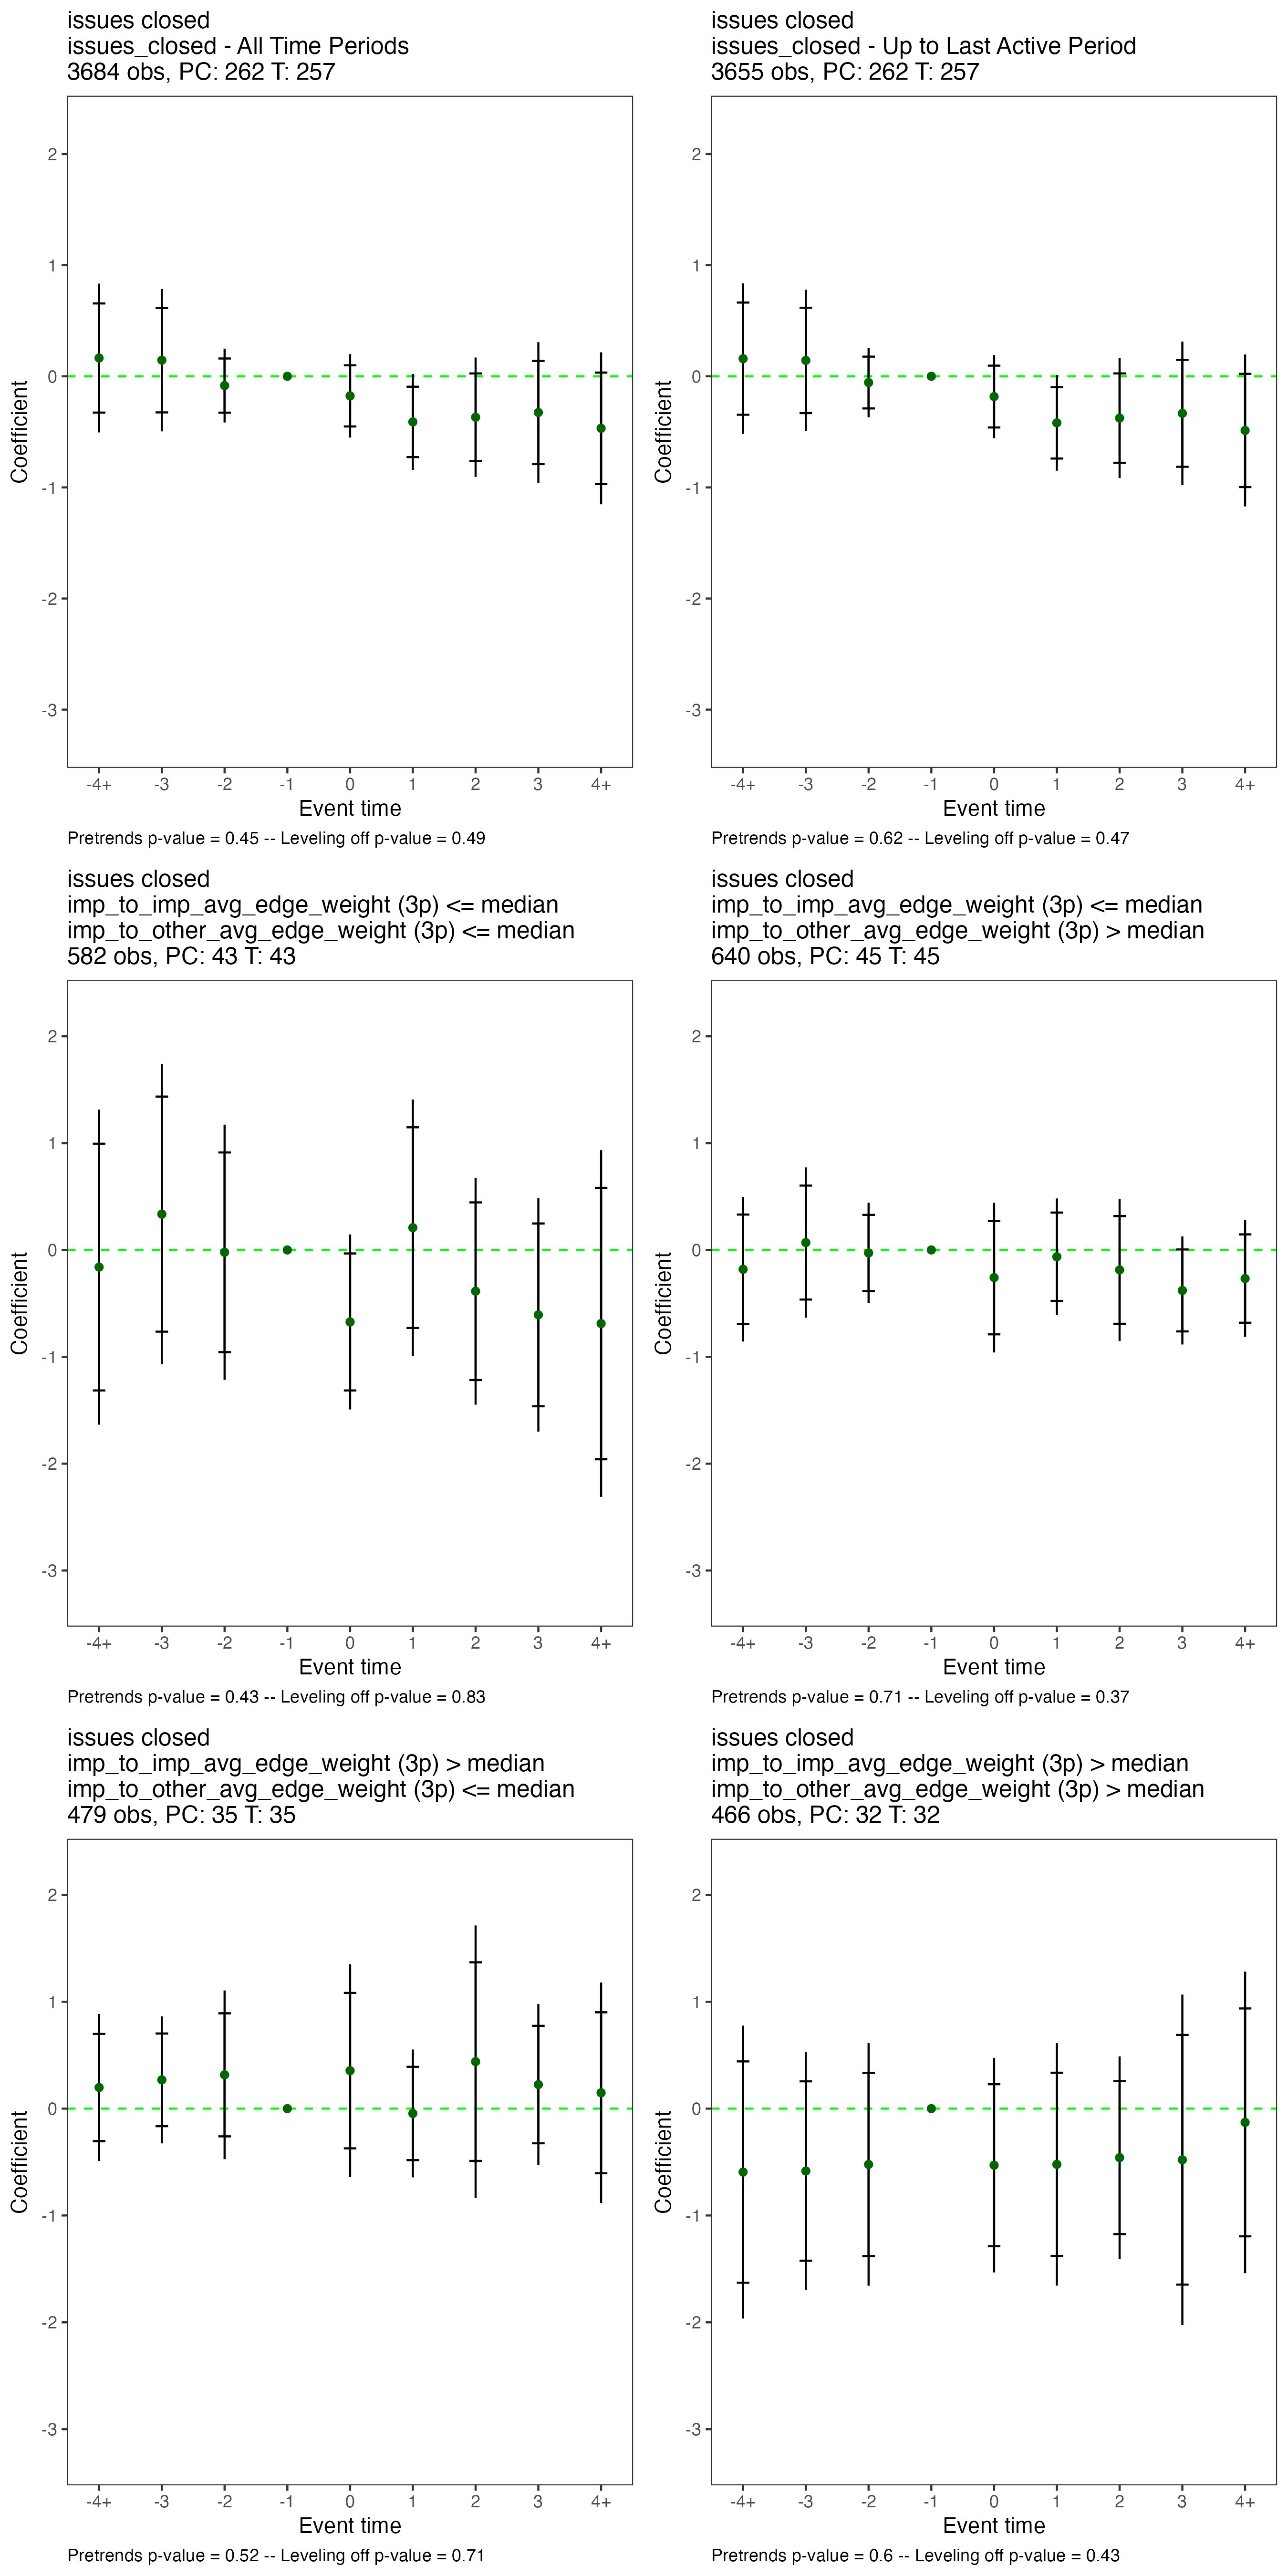 issues closed
issues_closed - All Time Periods
3684 obs, PC: 262 T: 257
2
1
0
-1
-2
-3
Coefficient
-4+ -3 -2 -1 0 1 2 3 4+
Event time
Pretrends p-value = 0.45 -- Leveling off p-value = 0.49
issues closed
issues_closed - Up to Last Active Period
3655 obs, PC: 262 T: 257
2
1
0
-1
-2
-3
Coefficient
-4+ -3 -2 -1 0 1 2 3 4+
Event time
Pretrends p-value = 0.62 -- Leveling off p-value = 0.47
issues closed
imp_to_imp_avg_edge_weight (3p) <= median
imp_to_other_avg_edge_weight (3p) <= median
582 obs, PC: 43 T: 43
2
1
0
-1
-2
-3
Coefficient
-4+ -3 -2 -1 0 1 2 3 4+
Event time
Pretrends p-value = 0.43 -- Leveling off p-value = 0.83
issues closed
imp_to_imp_avg_edge_weight (3p) <= median
imp_to_other_avg_edge_weight (3p) > median
640 obs, PC: 45 T: 45
2
1
0
-1
-2
-3
Coefficient
-4+ -3 -2 -1 0 1 2 3 4+
Event time
Pretrends p-value = 0.71 -- Leveling off p-value = 0.37
issues closed
imp_to_imp_avg_edge_weight (3p) > median
imp_to_other_avg_edge_weight (3p) <= median
479 obs, PC: 35 T: 35
2
1
0
-1
-2
-3
Coefficient
-4+ -3 -2 -1 0 1 2 3 4+
Event time
Pretrends p-value = 0.52 -- Leveling off p-value = 0.71
issues closed
imp_to_imp_avg_edge_weight (3p) > median
imp_to_other_avg_edge_weight (3p) > median
466 obs, PC: 32 T: 32
2
1
0
-1
-2
-3
Coefficient
-4+ -3 -2 -1 0 1 2 3 4+
Event time
Pretrends p-value = 0.6 -- Leveling off p-value = 0.43